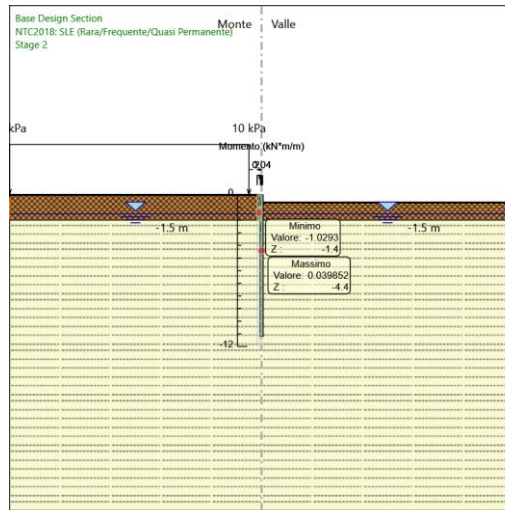 Base Design Section
NTC2018: SLE (Rara/Frequente/Quasi Permanente)
Stage 2
Monte
Valle
kPa
10 kPa
Momento (kN*m/m)
0
-1.5 m
-1.5 m
Minimo
Valore: -1.0293
Z : -1.4
Massimo
Valore: 0.039852
Z : -4.4
-12